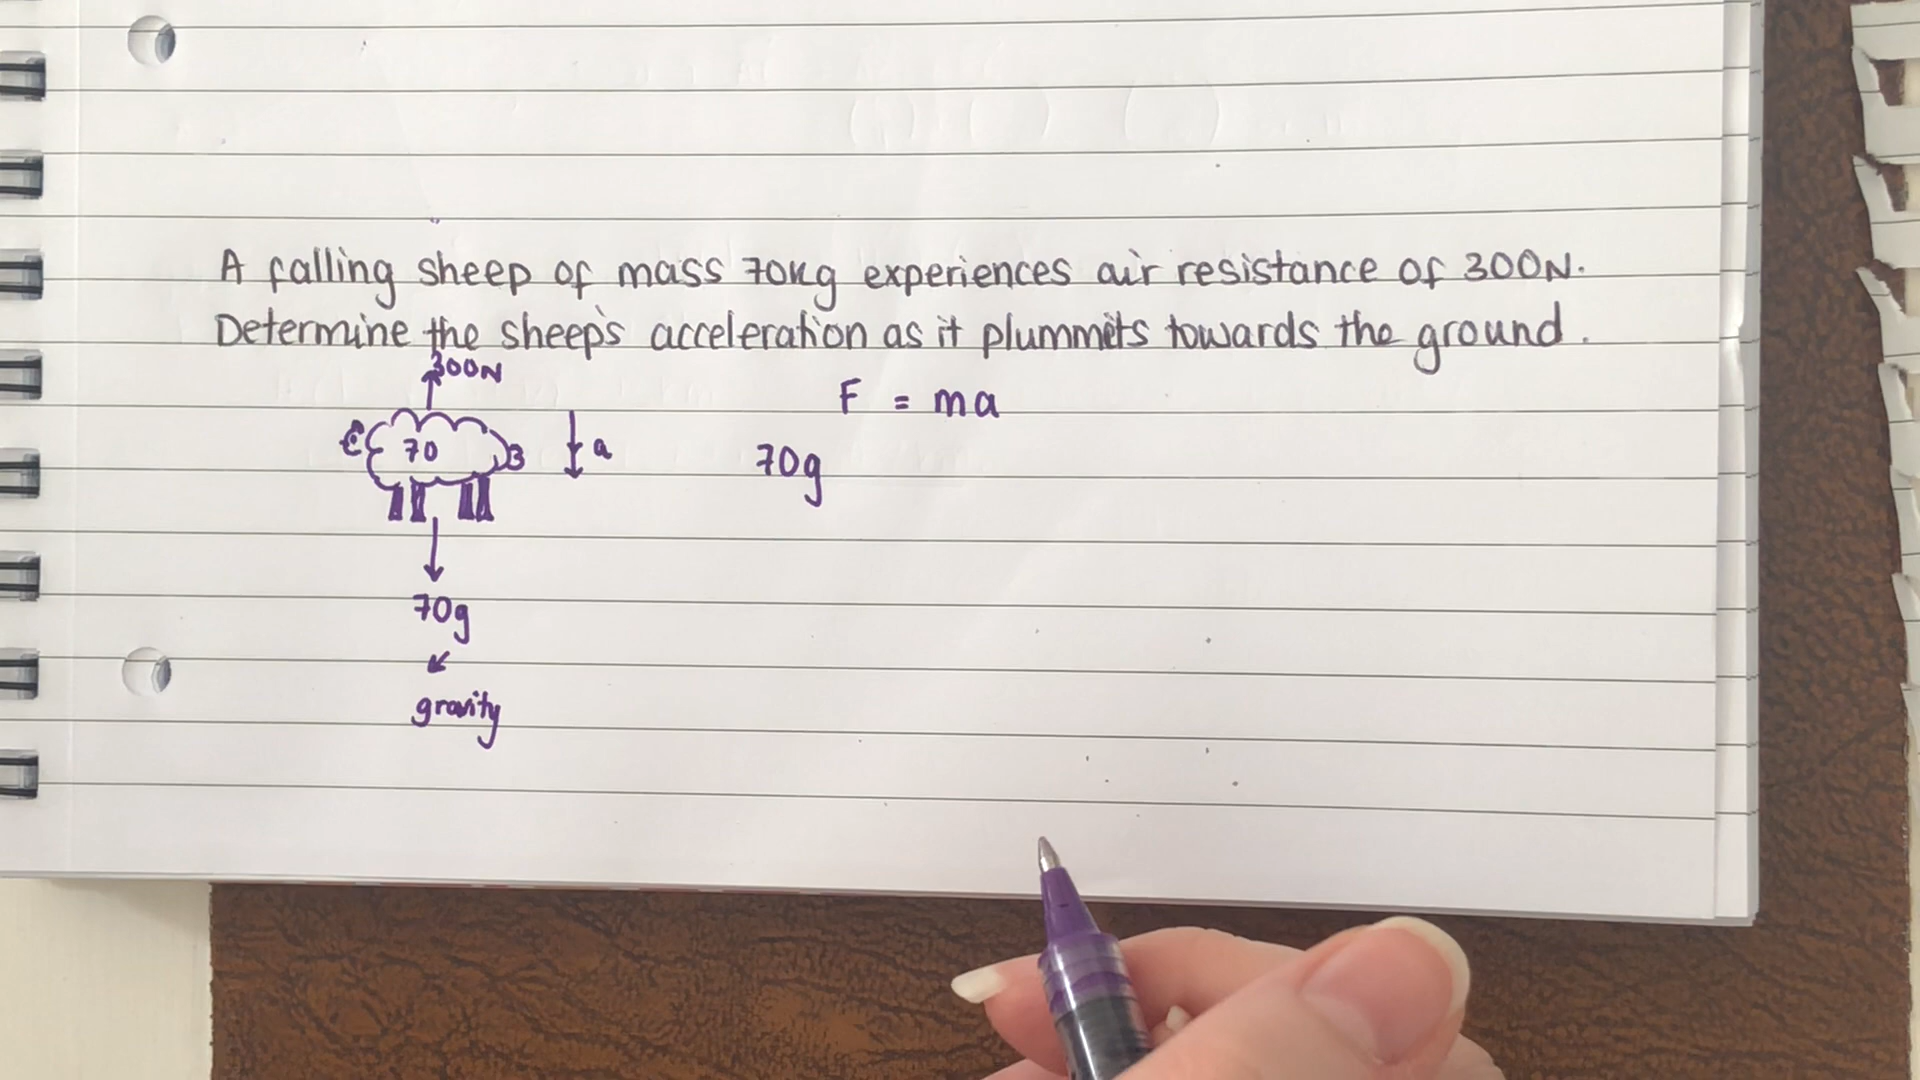 A falling sheep of mass 70kg experiences air resistance of 300N.
Determine the sheep's acceleration as it plummets towards the ground.
300N
F = ma
70
a
70g
70g
gravity